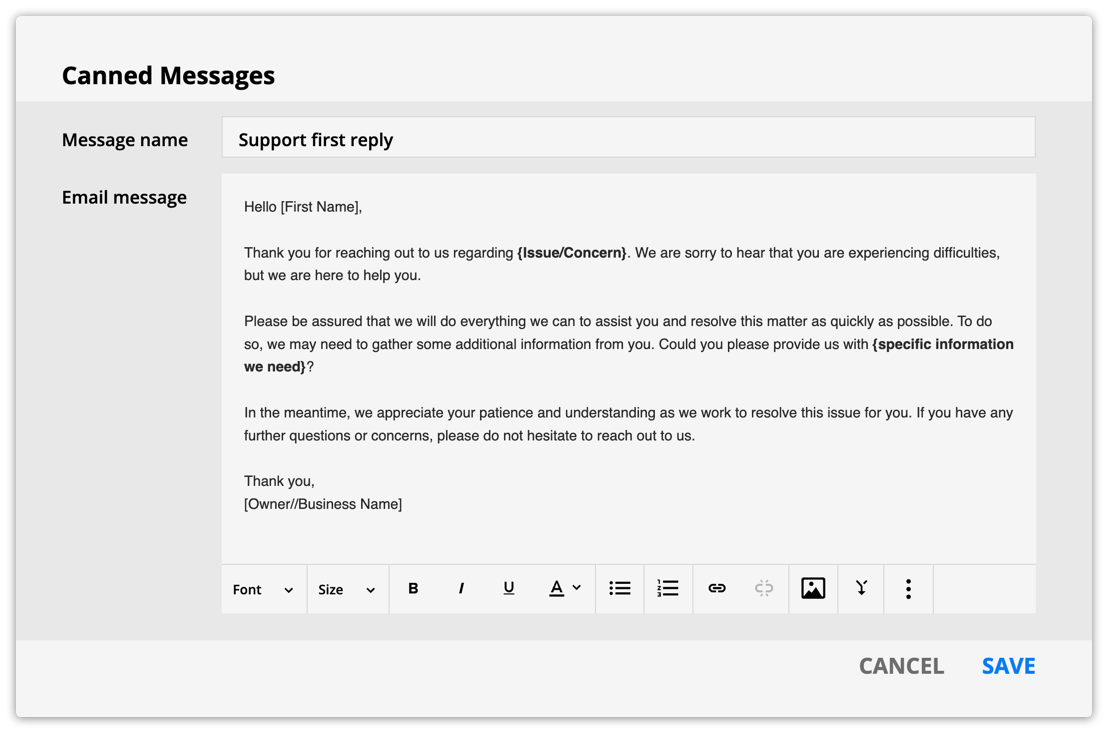 Canned Messages
Message name
Support first reply
Email message
Hello [First Name],
Thank you for reaching out to us regarding {Issue/Concern}. We are sorry to hear that you are experiencing difficulties,
but we are here to help you.
Please be assured that we will do everything we can to assist you and resolve this matter as quickly as possible. To do
so, we may need to gather some additional information from you. Could you please provide us with {specific information
we need}?
In the meantime, we appreciate your patience and understanding as we work to resolve this issue for you. If you have any
further questions or concerns, please do not hesitate to reach out to us.
Thank you,
[Owner//Business Name]
Font Size B I U A
CANCEL SAVE